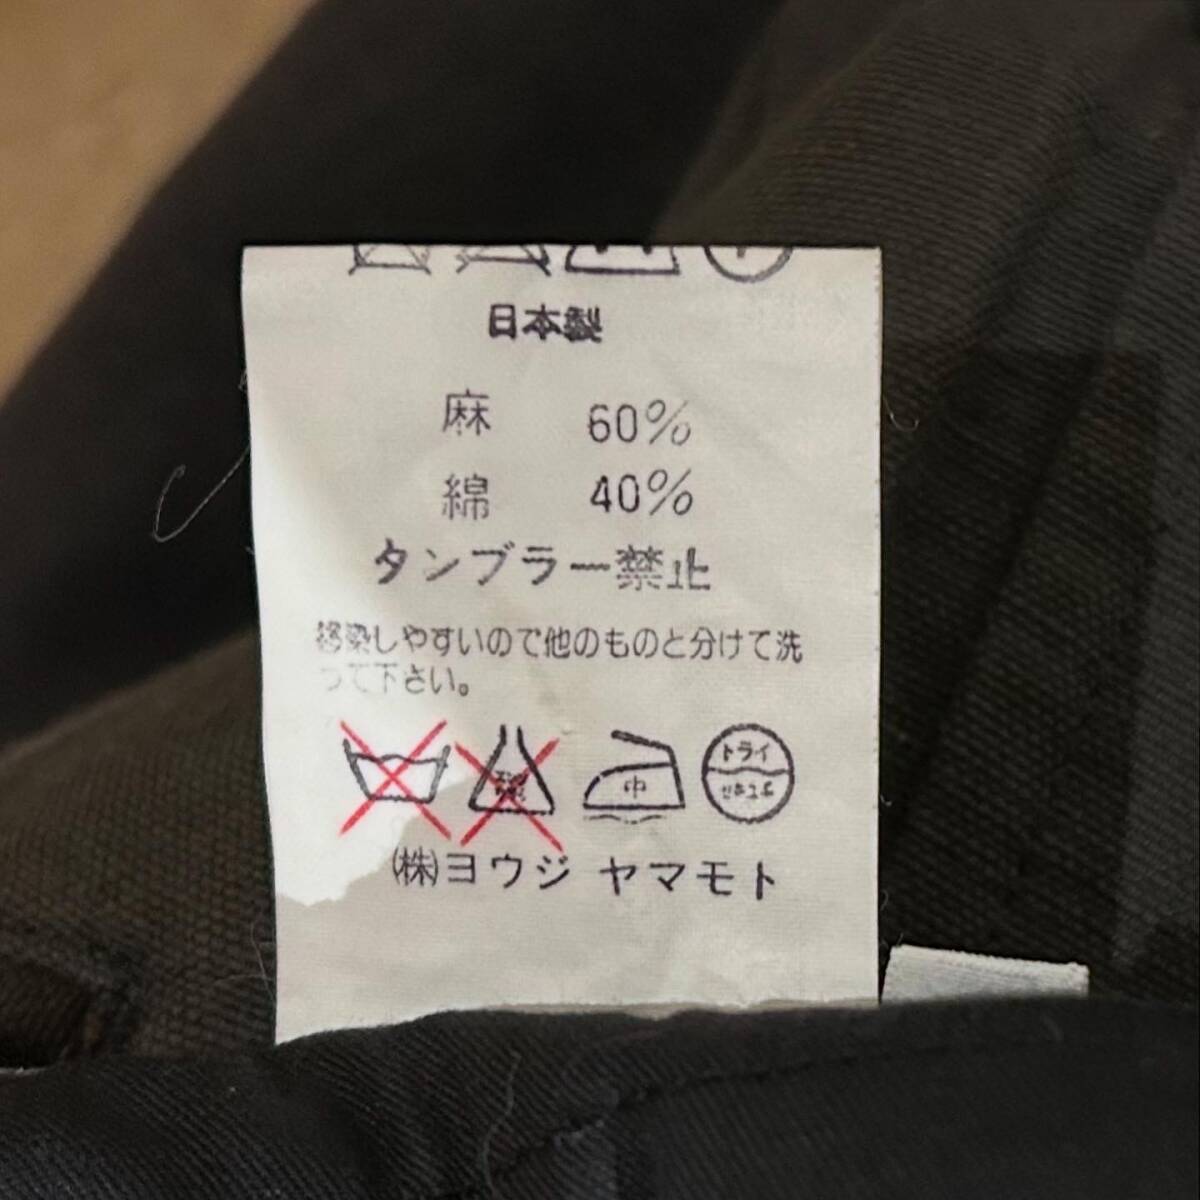 日本製
麻 60%
綿 40%
タンブラー禁止
移染しやすいので他のものと分けて洗
って下さい。
中
ドライ
(株)ヨウジ ヤマモト